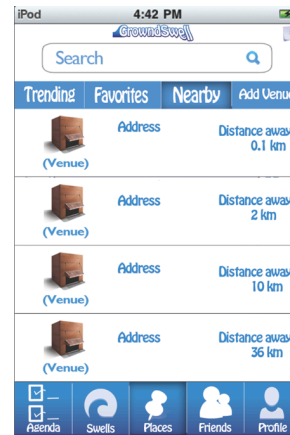 iPod 4:42 PM
GrowndSwell
Search
Trending Favorites Nearby Add Venue
Address Distance away
0.1 km
(Venue)
Address Distance away
2 km
(Venue)
Address Distance away
10 km
(Venue)
Address Distance away
36 km
(Venue)
Agenda Swells Places Friends Profile